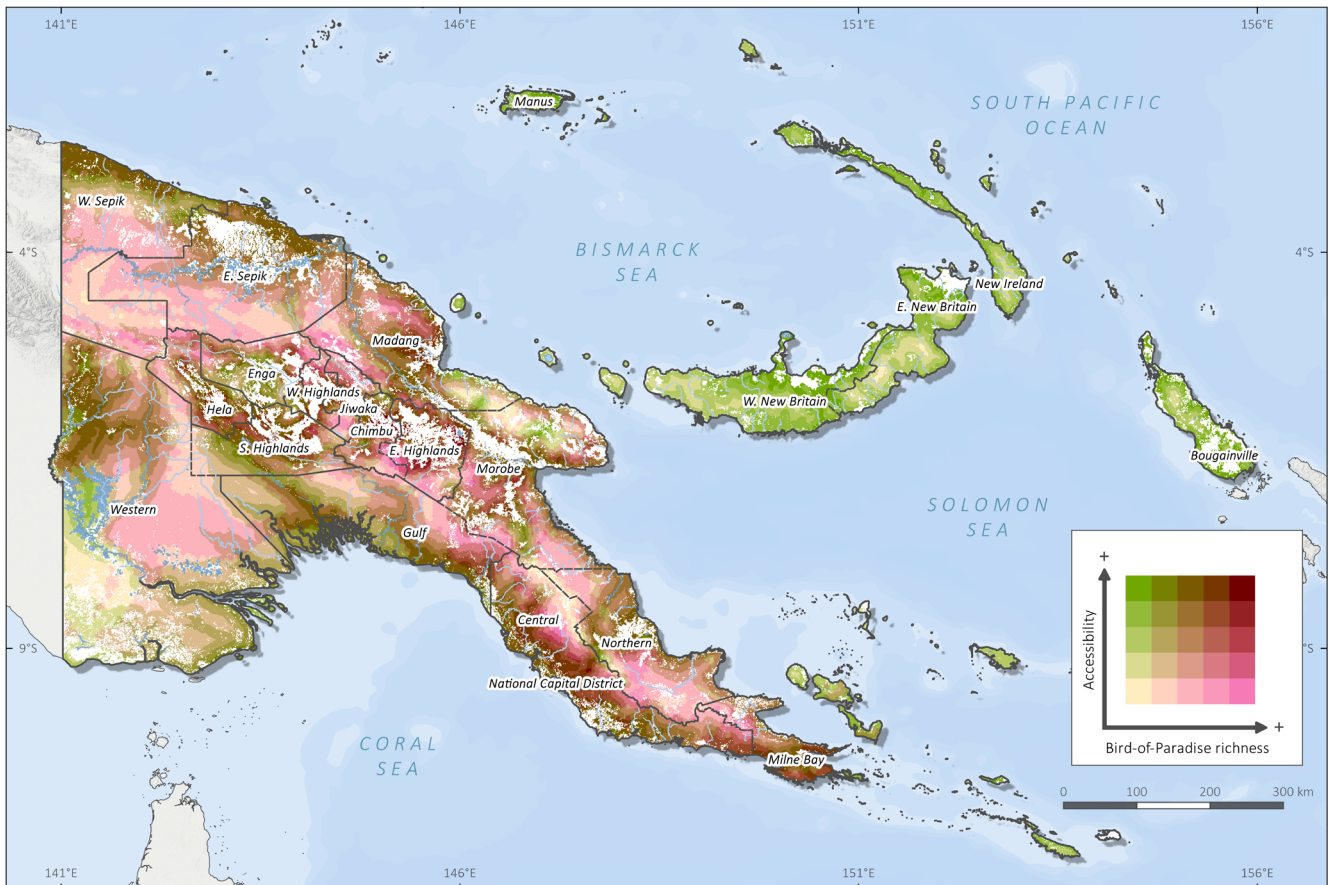 141°E
146°E
151°E
156°E
Manus
SOUTH PACIFIC
OCEAN
W. Sepik
4°S
BISMARCK
SEA
4°S
E. Sepik
New Ireland
E. New Britain
Madang
Enga
W. Highlands
W. New Britain
Hela
Jiwaka
Chimbu
S. Highlands
E. Highlands
Bougainville
Morobe
Western
SOLOMON
SEA
Gulf
+
Accessibility
Central
Northern
9°S
°S
National Capital District
+
Bird-of-Paradise richness
CORAL
SEA
Milne Bay
0 100 200 300 km
141°E
146°E
151°E
156°E